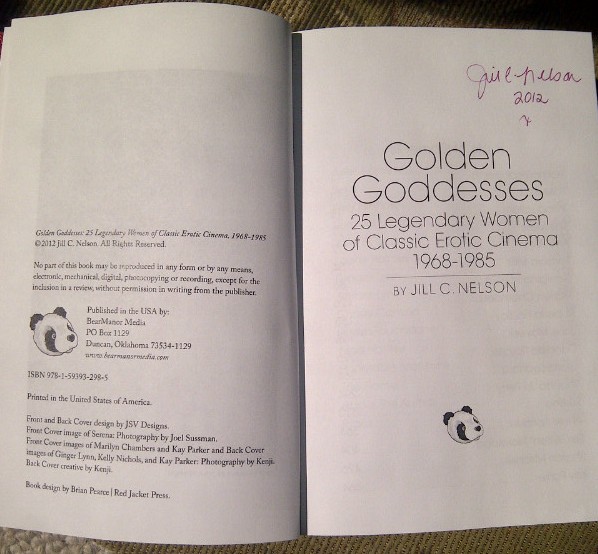 Golden Goddesses: 25 Legendary Women of Classic Erotic Cinema, 1968-1985
©2012 Jill C. Nelson. All Rights Reserved.
No part of this book may be reproduced in any form or by any means,
electronic, mechanical, digital, photocopying or recording, except for the
inclusion in a review, without permission in writing from the publisher.
Published in the USA by:
BearManor Media
PO Box 1129
Duncan, Oklahoma 73534-1129
www.bearmanormedia.com
ISBN 978-1-59393-298-5
Printed in the United States of America.
Front and Back Cover design by JSV Designs.
Front Cover image of Serena: Photography by Joel Sussman.
Front Cover images of Marilyn Chambers and Kay Parker and Back Cover
images of Ginger Lynn, Kelly Nichols, and Kay Parker: Photography by Kenji.
Back Cover creative by Kenji.
Book design by Brian Pearce | Red Jacket Press.
Jill C Nelson
2012
Golden
Goddesses
25 Legendary Women
of Classic Erotic Cinema
1968-1985
BY JILL C. NELSON